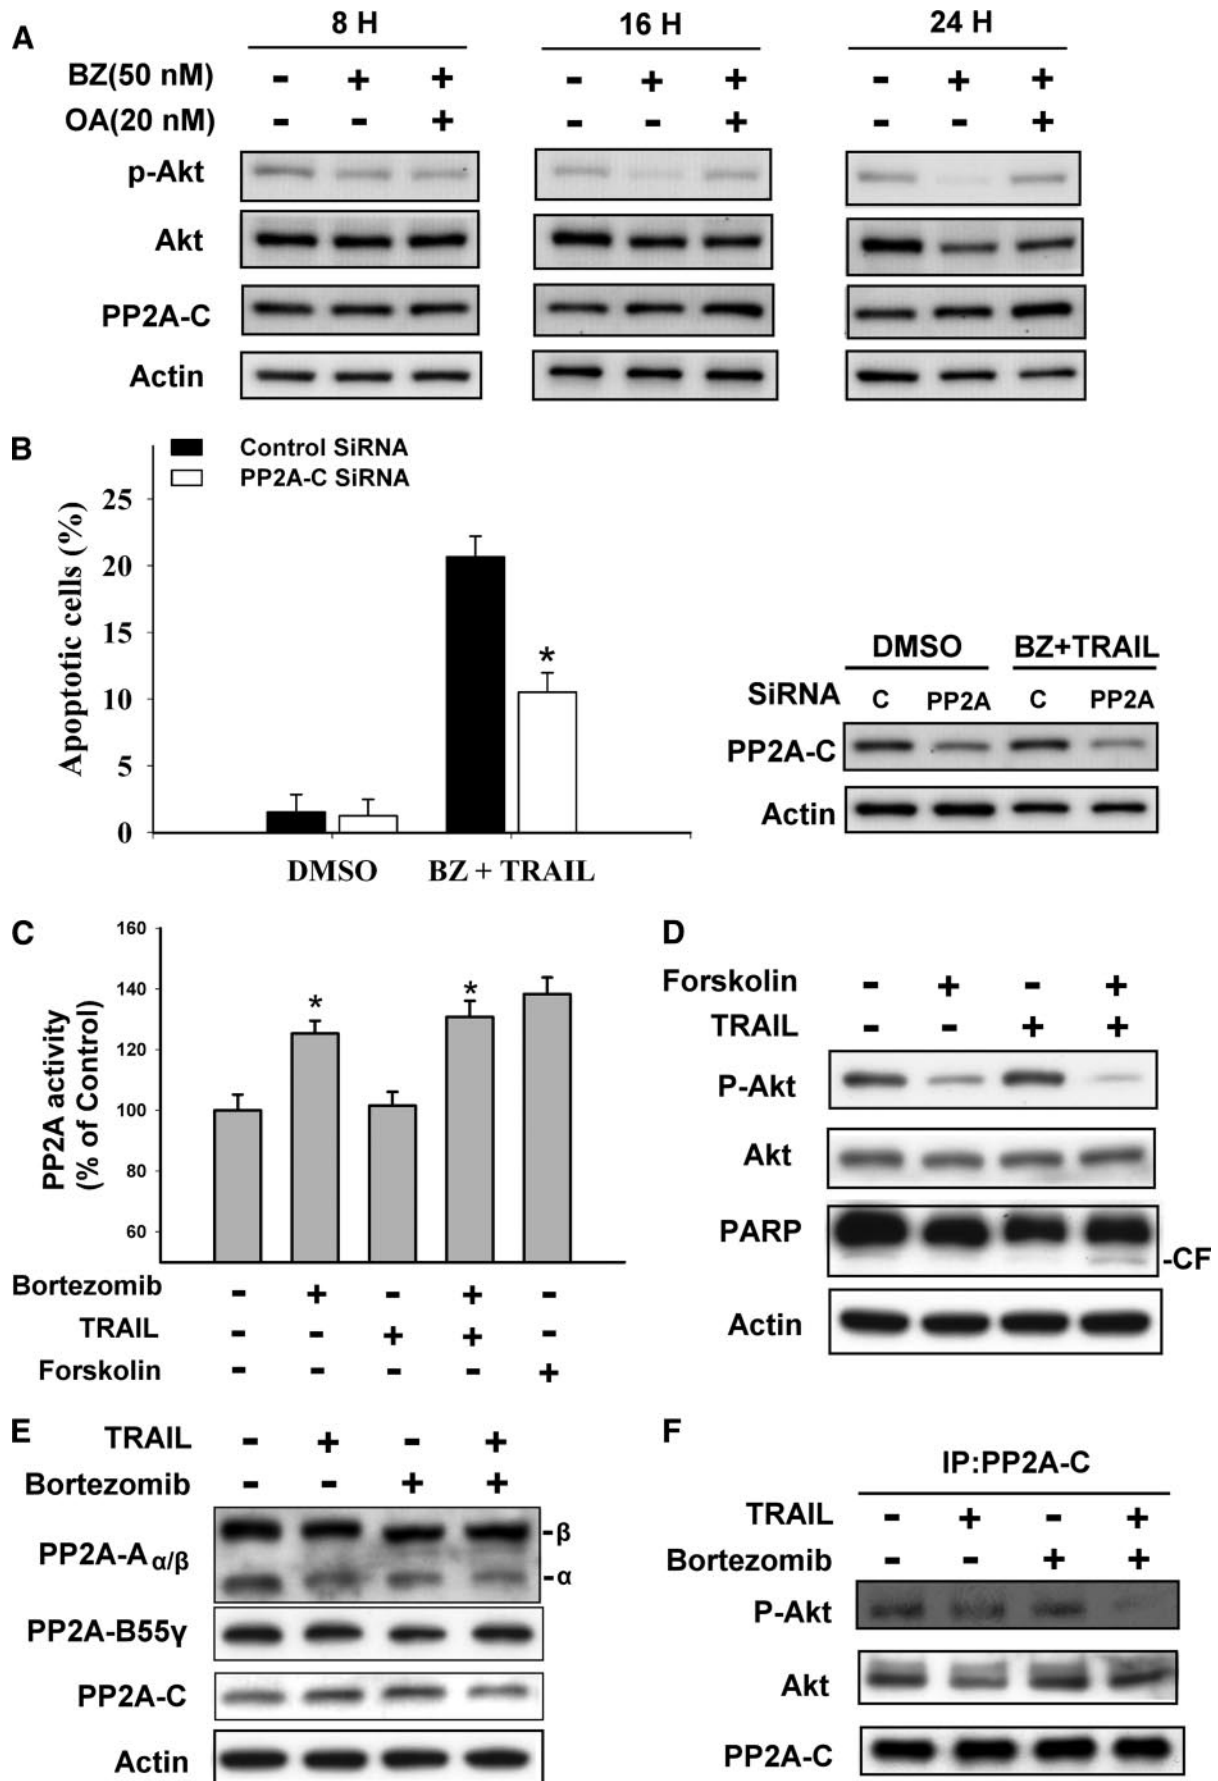 A
8 H 16 H 24 H
BZ(50 nM) - + + - + + - + +
OA(20 nM) - - + - - + - - +
p-Akt
Akt
PP2A-C
Actin
B
Control SiRNA
PP2A-C SiRNA
Apoptotic cells (%)
25
20
15
10
5
0
*
DMSO BZ + TRAIL
DMSO BZ+TRAIL
SiRNA C PP2A C PP2A
PP2A-C
Actin
C
PP2A activity
(% of Control)
160
140
120
100
80
60
* *
Bortezomib - + - + -
TRAIL - - + + -
Forskolin - - - - +
D
Forskolin - + - +
TRAIL - - + +
P-Akt
Akt
PARP
-CF
Actin
E
TRAIL - + - +
Bortezomib - - + +
PP2A-A α/β
-β
-α
PP2A-B55γ
PP2A-C
Actin
F
IP:PP2A-C
TRAIL - + - +
Bortezomib - - + +
P-Akt
Akt
PP2A-C